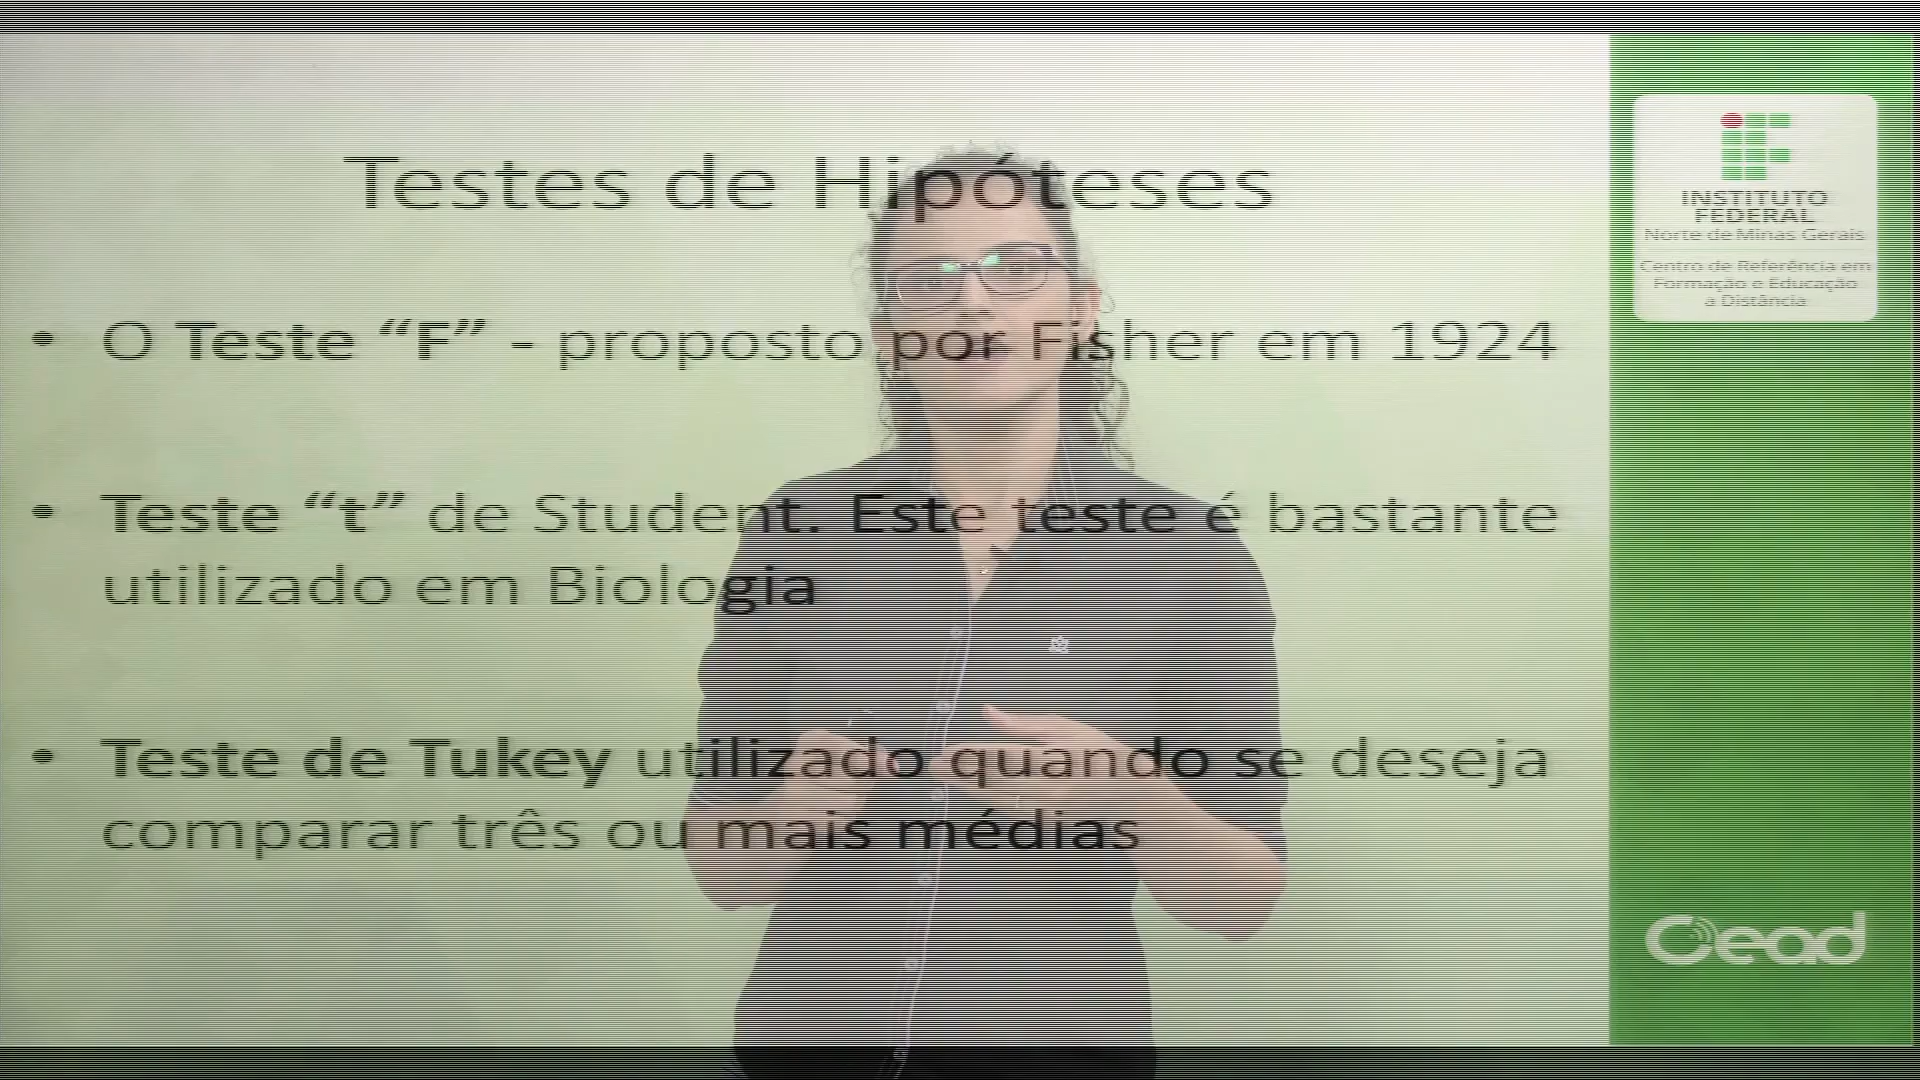 Testes de Hipóteses
• O Teste “F” - proposto por Fisher em 1924
• Teste “t” de Student. Este teste é bastante
utilizado em Biologia
• Teste de Tukey utilizado quando se deseja
comparar três ou mais médias
INSTITUTO
FEDERAL
Norte de Minas Gerais
Centro de Referência em
Formação e Educação
a Distância
Cead